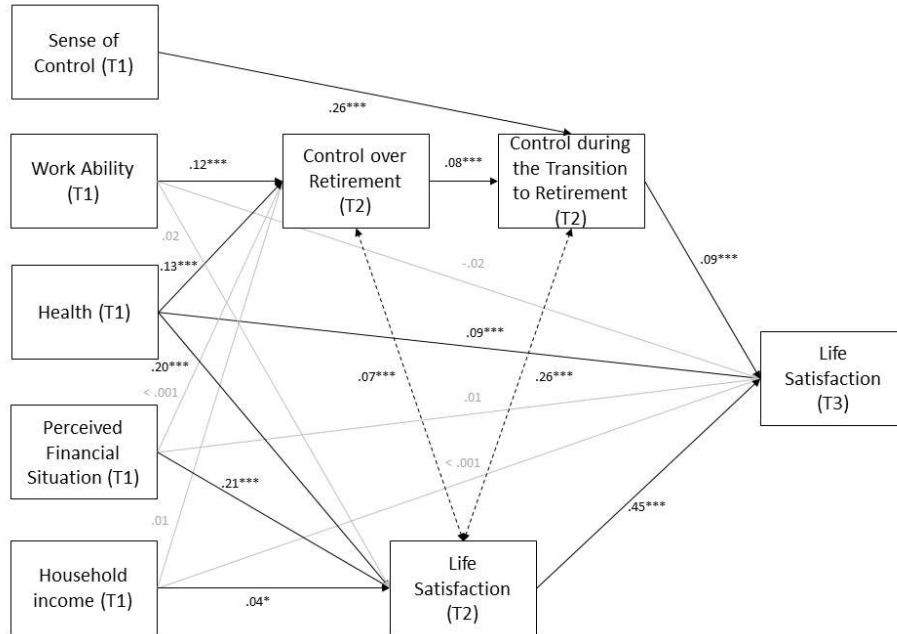 Sense of
Control (T1)
.26***
Work Ability
(T1)
.12***
Control over
Retirement
(T2)
.08***
Control during
the Transition
to Retirement
(T2)
.02
-.02
.13***
.09***
Health (T1)
.09***
.20***
.07***
.26***
Life
Satisfaction
(T3)
< .001
.01
Perceived
Financial
Situation (T1)
< .001
.21***
.45***
.01
Household
income (T1)
.04*
Life
Satisfaction
(T2)